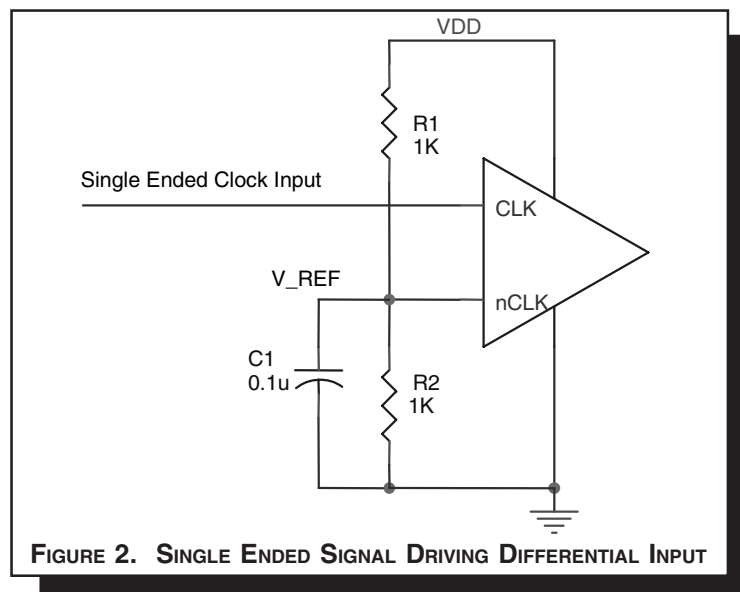 VDD
R1
1K
Single Ended Clock Input
CLK
V_REF
nCLK
C1
0.1u
R2
1K
FIGURE 2. SINGLE ENDED SIGNAL DRIVING DIFFERENTIAL INPUT